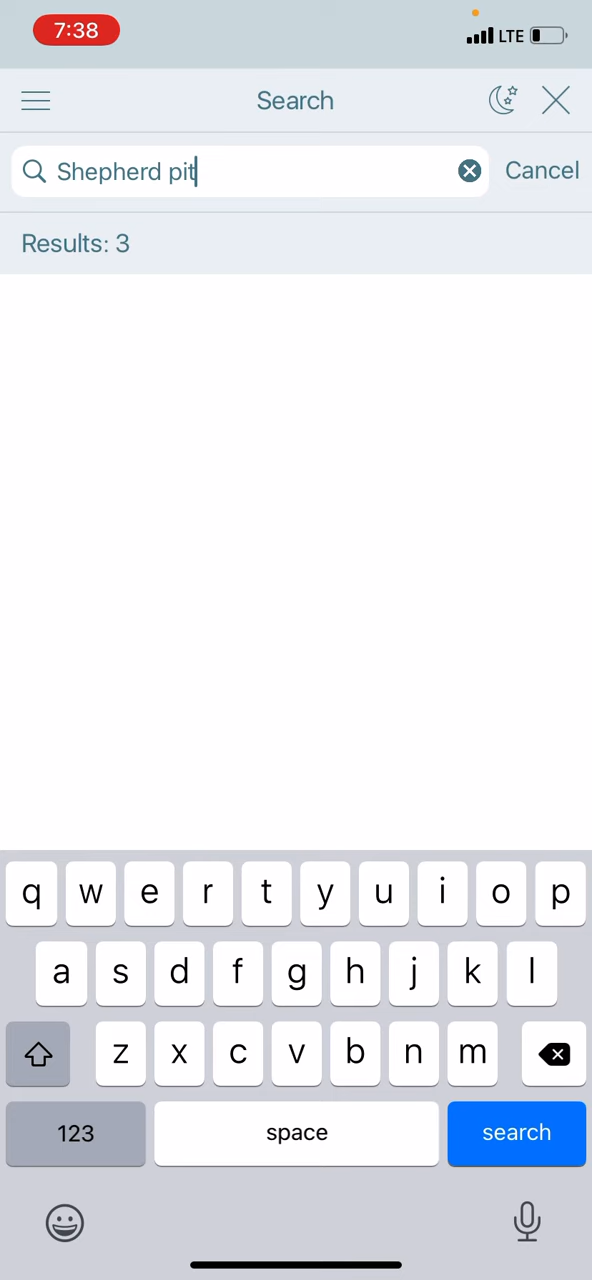 7:38
LTE
Search
Shepherd pit
Cancel
Results: 3
q w e r t y u i o p
a s d f g h j k l
z x c v b n m
123 space search